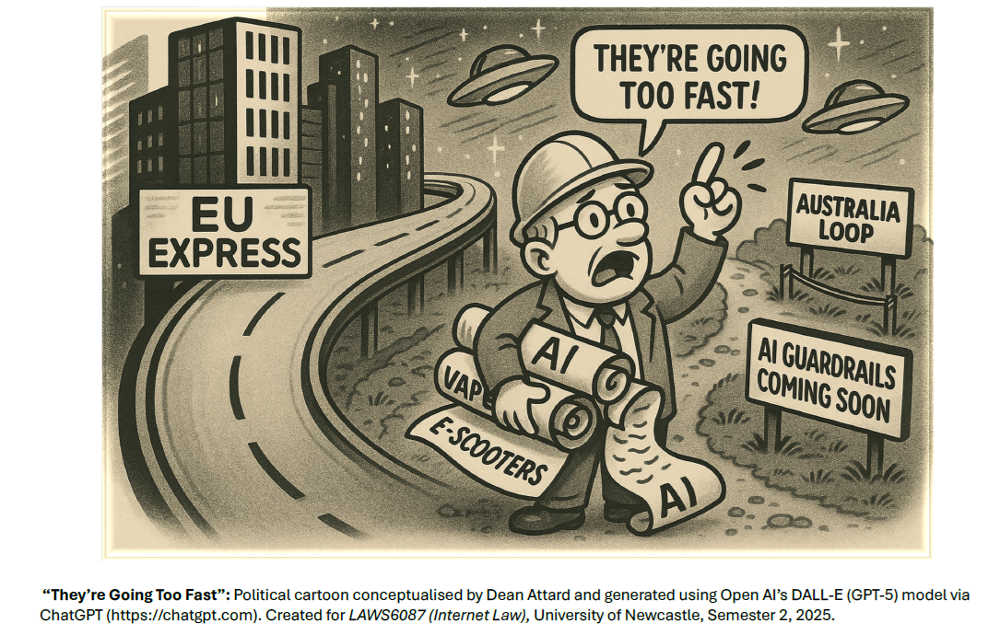 THEY'RE GOING
TOO FAST!
EU
EXPRESS
AUSTRALIA
LOOP
AI GUARDRAILS
COMING SOON
AI
VAPE
E-SCOOTERS
AI
“They’re Going Too Fast”: Political cartoon conceptualised by Dean Attard and generated using Open AI’s DALL-E (GPT-5) model via
ChatGPT (https://chatgpt.com). Created for LAWS6087 (Internet Law), University of Newcastle, Semester 2, 2025.